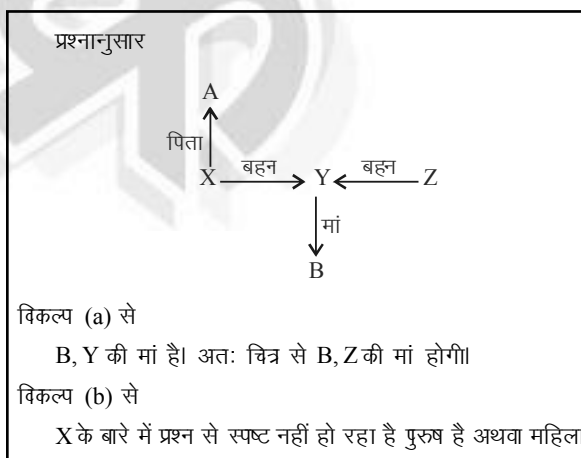 प्रश्नानुसार
A
पिता
X बहन Y बहन Z
मां
B
विकल्प (a) से
B, Y की मां है। अतः चित्र से B, Z की मां होगी॥
विकल्प (b) से
X के बारे में प्रश्न से स्पष्ट नहीं हो रहा है पुरुष है अथवा महिला